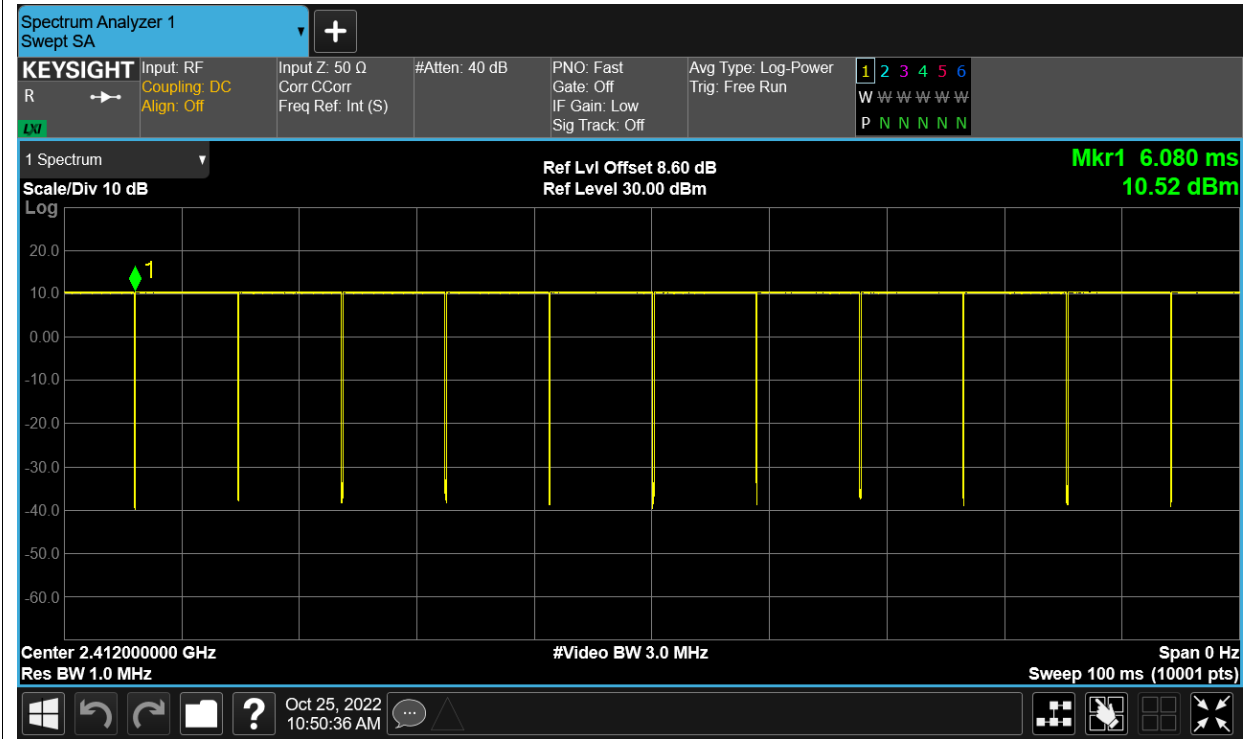 Spectrum Analyzer 1
Swept SA
KEYSIGHT
R
LXI
Input: RF
Coupling: DC
Align: Off
Input Z: 50 Ω
Corr CCorr
Freq Ref: Int (S)
#Atten: 40 dB
PNO: Fast
Gate: Off
IF Gain: Low
Sig Track: Off
Avg Type: Log-Power
Trig: Free Run
1 2 3 4 5 6
W W W W W W
P N N N N N
1 Spectrum
Scale/Div 10 dB
Ref Lvl Offset 8.60 dB
Ref Level 30.00 dBm
Mkr1 6.080 ms
10.52 dBm
Log
20.0
1
10.0
0.00
-10.0
-20.0
-30.0
-40.0
-50.0
-60.0
Center 2.412000000 GHz
#Video BW 3.0 MHz
Span 0 Hz
Res BW 1.0 MHz
Sweep 100 ms (10001 pts)
?
Oct 25, 2022
10:50:36 AM